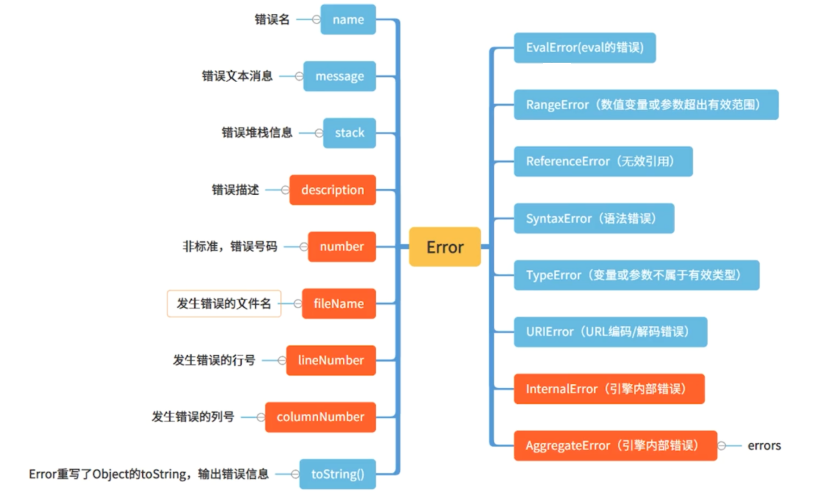 错误名
name
错误文本消息
message
错误堆栈信息
stack
错误描述
description
非标准，错误号码
number
发生错误的文件名
fileName
发生错误的行号
lineNumber
发生错误的列号
columnNumber
Error重写了Object的toString，输出错误信息
toString()
Error
EvalError(eval的错误)
RangeError（数值变量或参数超出有效范围）
ReferenceError（无效引用）
SyntaxError（语法错误）
TypeError（变量或参数不属于有效类型）
URIError（URL编码/解码错误）
InternalError（引擎内部错误）
AggregateError（引擎内部错误）
errors